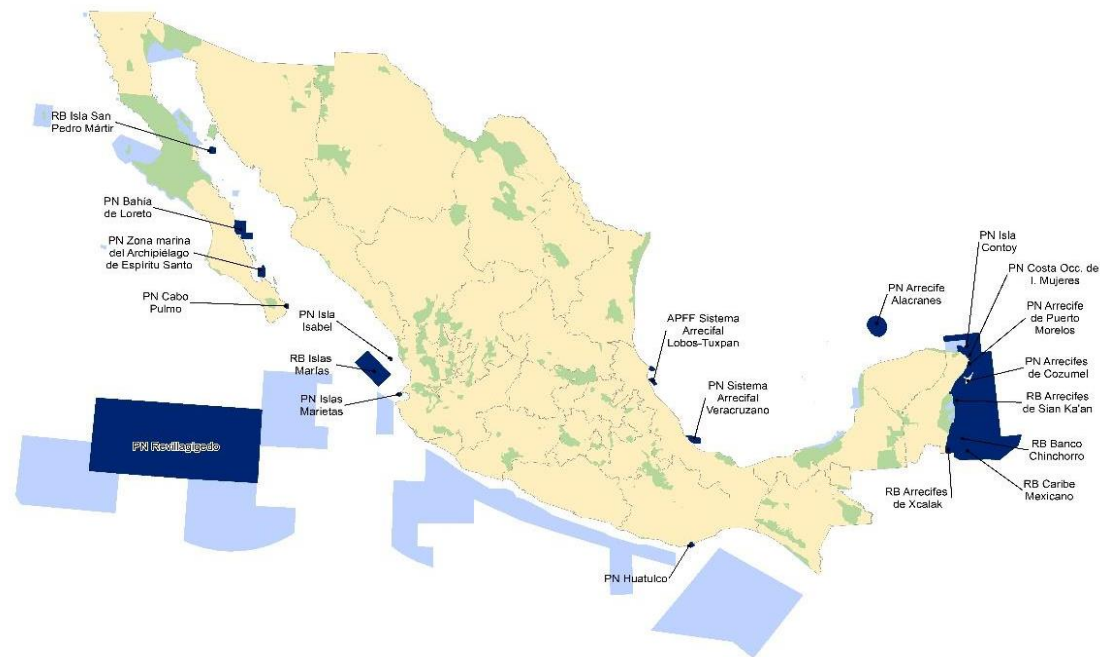 RB Isla San
Pedro Mártir
PN Bahía
de Loreto
PN Zona marina
del Archipiélago
de Espíritu Santo
PN Cabo
Pulmo
PN Isla
Isabel
RB Islas
Marías
PN Islas
Marietas
PN Revillagigedo
APFF Sistema
Arrecifal
Lobos-Tuxpan
PN Sistema
Arrecifal
Veracruzano
PN Huatulco
PN Arrecife
Alacranes
PN Isla
Contoy
PN Costa Occ. de
I. Mujeres
PN Arrecife
de Puerto
Morelos
PN Arrecifes
de Cozumel
RB Arrecifes
de Sian Ka'an
RB Banco
Chinchorro
RB Caribe
Mexicano
RB Arrecifes
de Xcalak